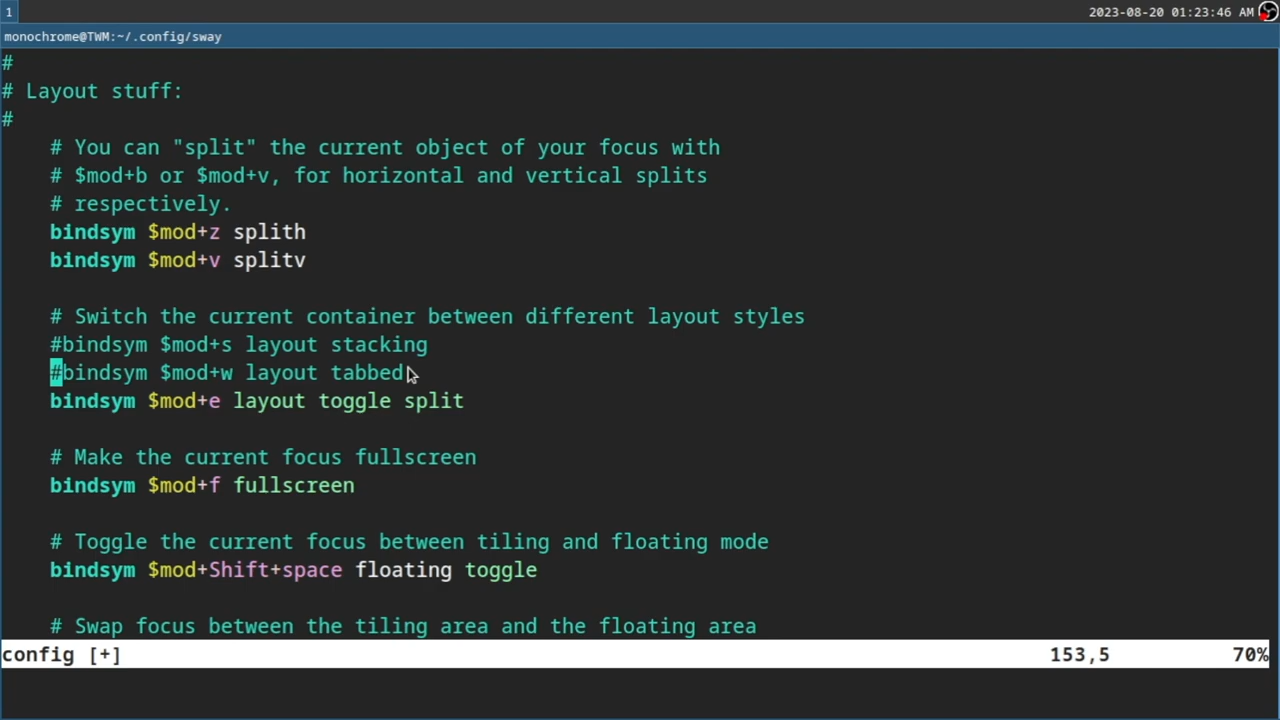 1
2023-08-20 01:23:46 AM
monochrome@TWM:~/.config/sway
#
# Layout stuff:
#
# You can "split" the current object of your focus with
# $mod+b or $mod+v, for horizontal and vertical splits
# respectively.
bindsym $mod+z splith
bindsym $mod+v splitv
# Switch the current container between different layout styles
#bindsym $mod+s layout stacking
#bindsym $mod+w layout tabbed
bindsym $mod+e layout toggle split
# Make the current focus fullscreen
bindsym $mod+f fullscreen
# Toggle the current focus between tiling and floating mode
bindsym $mod+Shift+space floating toggle
# Swap focus between the tiling area and the floating area
config [+] 153,5 70%